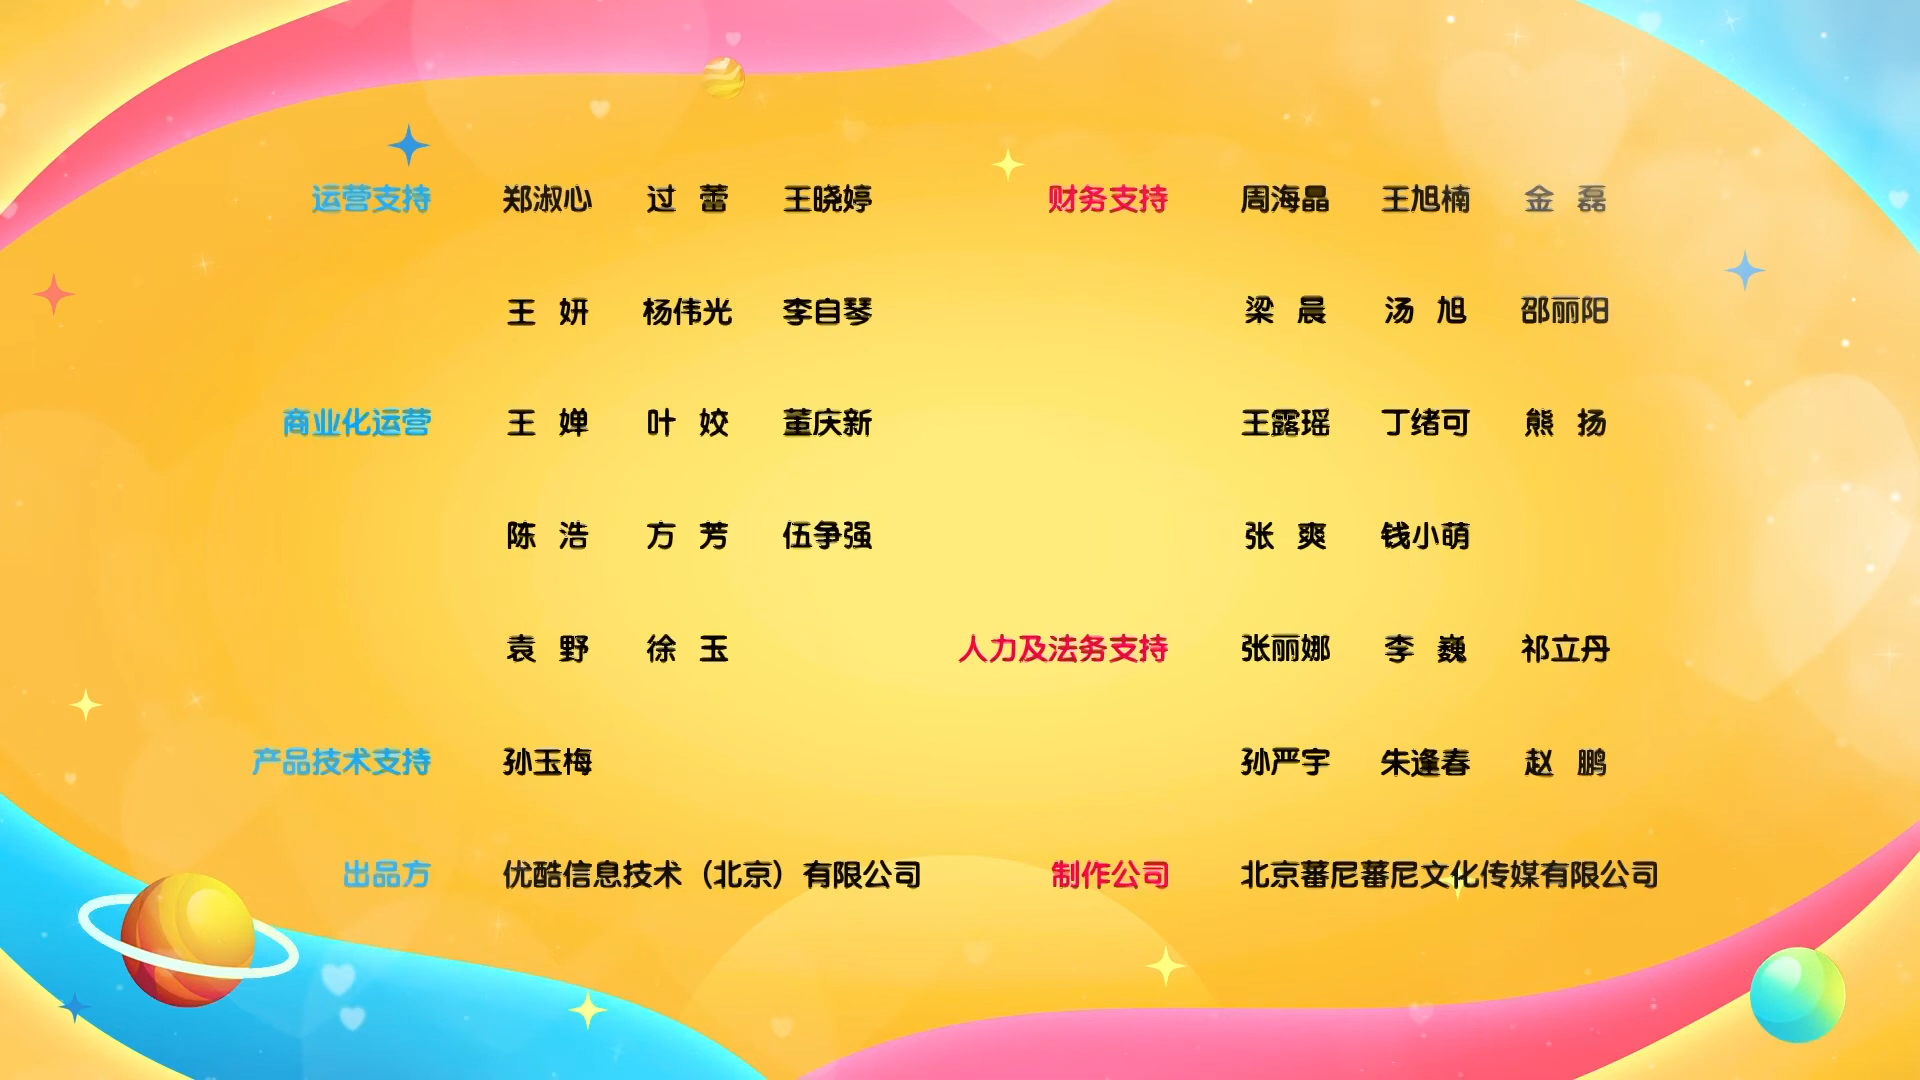 运营支持 郑淑心 过蕾 王晓婷
王妍 杨伟光 李自琴
商业化运营 王婵 叶姣 董庆新
陈浩 方芳 伍争强
袁野 徐玉
产品技术支持 孙玉梅
出品方 优酷信息技术（北京）有限公司
财务支持 周海晶 王旭楠 金磊
梁晨 汤旭 邵丽阳
王露瑶 丁绪可 熊扬
张爽 钱小萌
人力及法务支持 张丽娜 李巍 祁立丹
孙严宇 朱逢春 赵鹏
制作公司 北京蕃尼蕃尼文化传媒有限公司